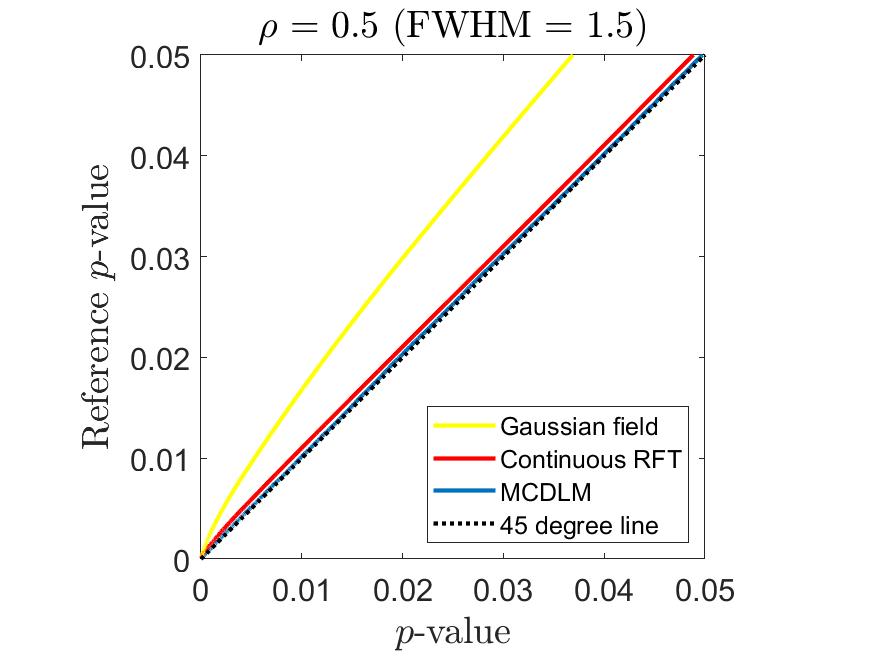 ρ = 0.5 (FWHM = 1.5)
0.05
0.04
0.03
0.02
0.01
0
Reference p-value
Gaussian field
Continuous RFT
MCDLM
45 degree line
0 0.01 0.02 0.03 0.04 0.05
p-value